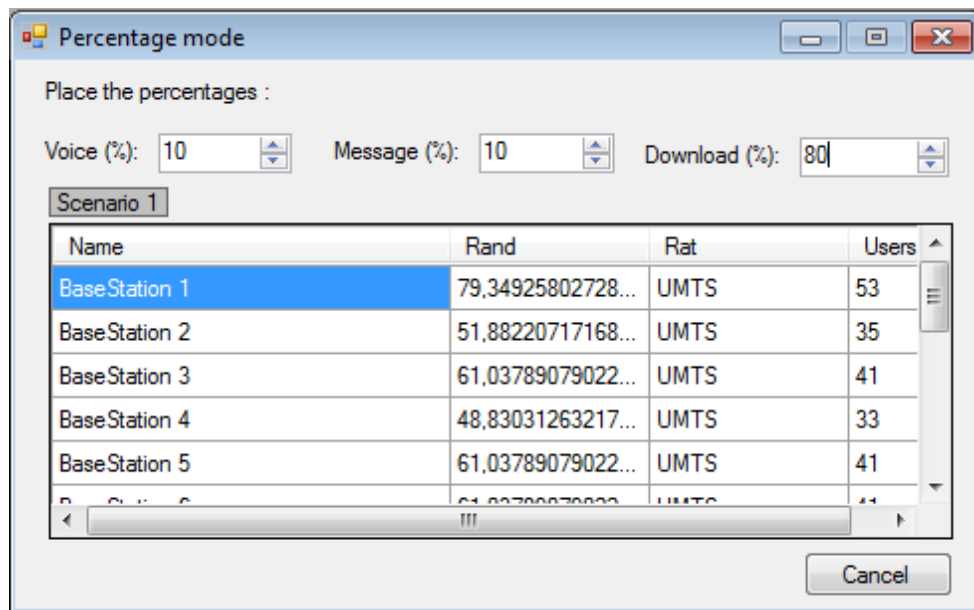 Percentage mode
Place the percentages :
Voice (%): 10 Message (%): 10 Download (%): 80
Scenario 1
Name Rand Rat Users
BaseStation 1 79,34925802728... UMTS 53
BaseStation 2 51,88220717168... UMTS 35
BaseStation 3 61,03789079022... UMTS 41
BaseStation 4 48,83031263217... UMTS 33
BaseStation 5 61,03789079022... UMTS 41
Cancel